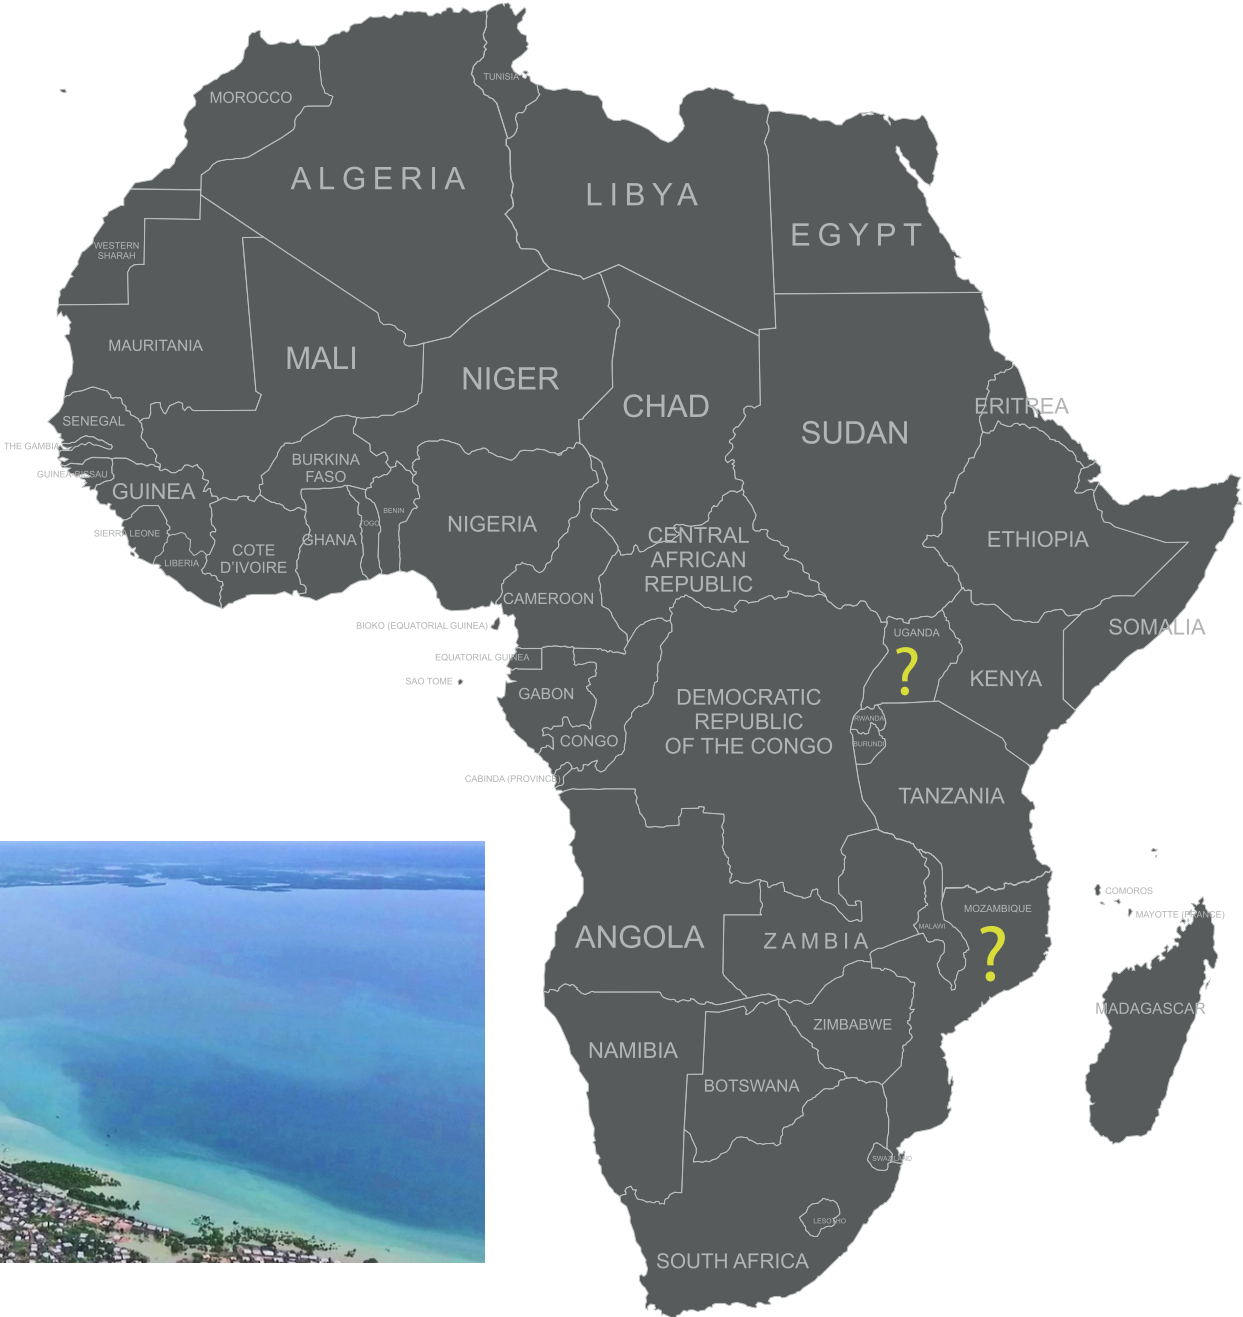 TUNISIA
MOROCCO
ALGERIA
LIBYA
EGYPT
WESTERN
SHARAH
MAURITANIA
MALI
NIGER
CHAD
SUDAN
ERITREA
SENEGAL
THE GAMBIA
GUINEA BISSAU
GUINEA
BURKINA
FASO
BENIN
TOGO
NIGERIA
SIERRA LEONE
LIBERIA
COTE
D'IVOIRE
GHANA
CENTRAL
AFRICAN
REPUBLIC
ETHIOPIA
CAMEROON
BIOKO (EQUATORIAL GUINEA)
UGANDA
?
SOMALIA
EQUATORIAL GUINEA
SAO TOME
GABON
KENYA
DEMOCRATIC
REPUBLIC
OF THE CONGO
RWANDA
CONGO
BURUNDI
CABINDA (PROVINCE)
TANZANIA
COMOROS
MAYOTTE (FRANCE)
MOZAMBIQUE
?
MALAWI
ANGOLA
ZAMBIA
MADAGASCAR
ZIMBABWE
NAMIBIA
BOTSWANA
SWAZILAND
LESOTHO
SOUTH AFRICA